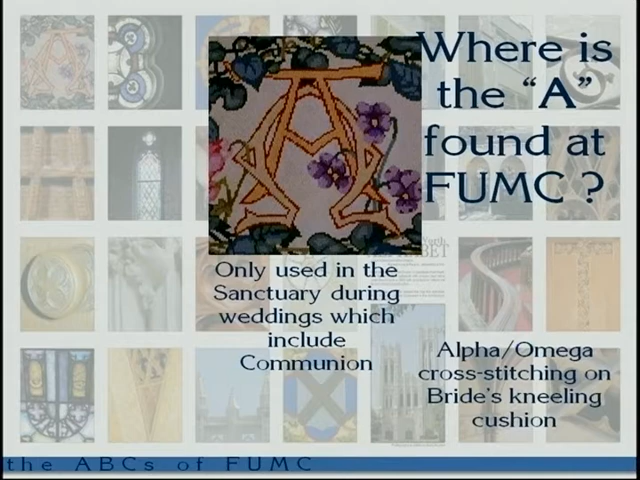 Where is
the “A”
found at
FUMC ?
Only used in the
Sanctuary during
weddings which
include
Communion
Alpha/Omega
cross-stitching on
Bride's kneeling
cushion
the ABCs of FUMC